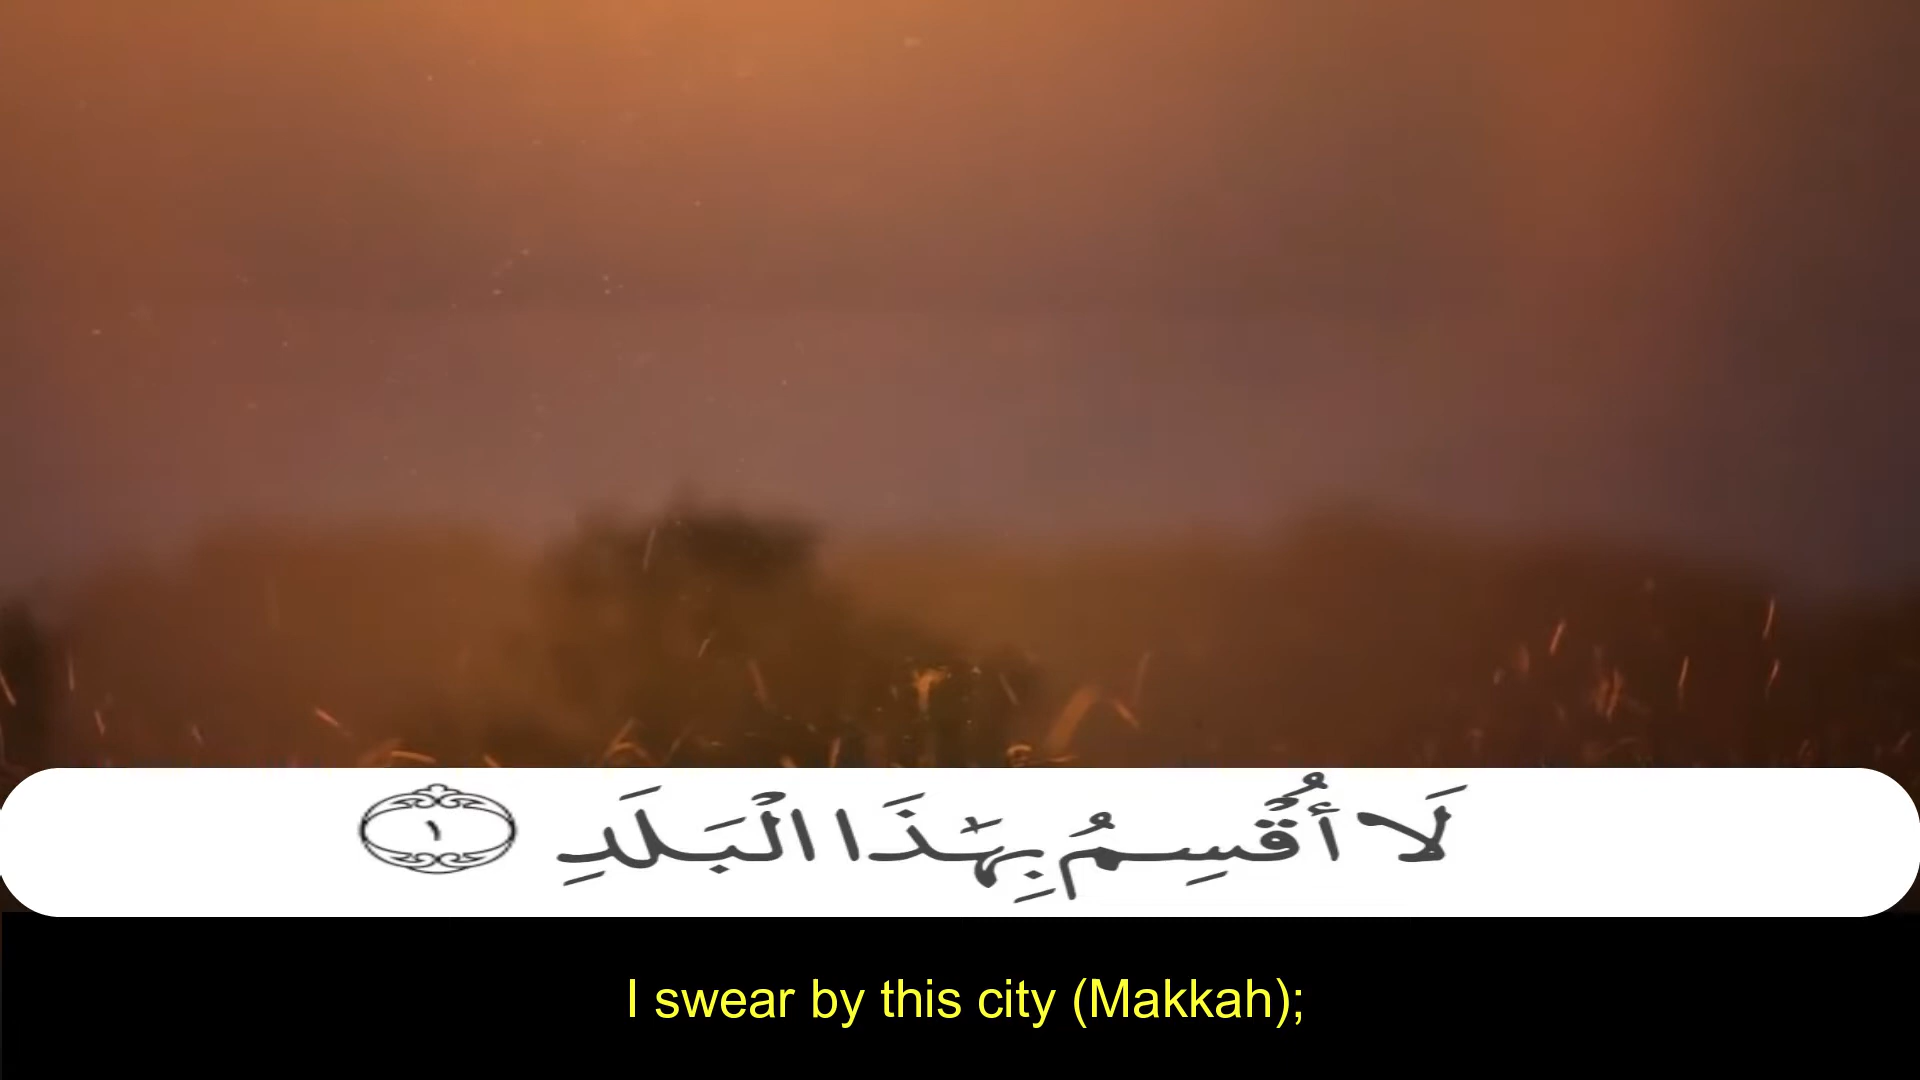 لَا أُقْسِمُ بِهَٰذَا الْبَلَدِ ١
I swear by this city (Makkah);